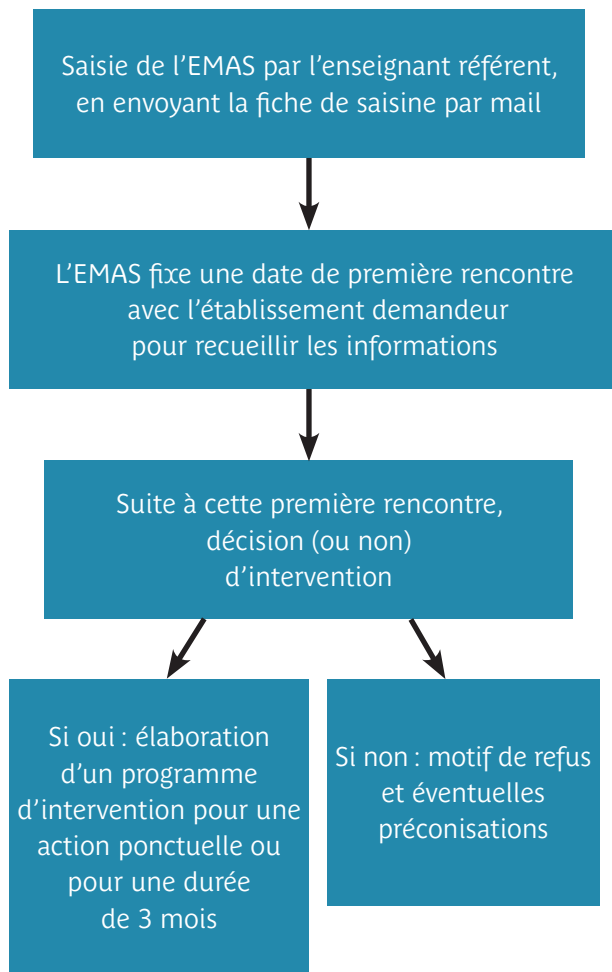 Saisie de l’EMAS par l’enseignant référent,
en envoyant la fiche de saisine par mail
L’EMAS fixe une date de première rencontre
avec l’établissement demandeur
pour recueillir les informations
Suite à cette première rencontre,
décision (ou non)
d’intervention
Si oui : élaboration
d’un programme
d’intervention pour une
action ponctuelle ou
pour une durée
de 3 mois
Si non : motif de refus
et éventuelles
préconisations